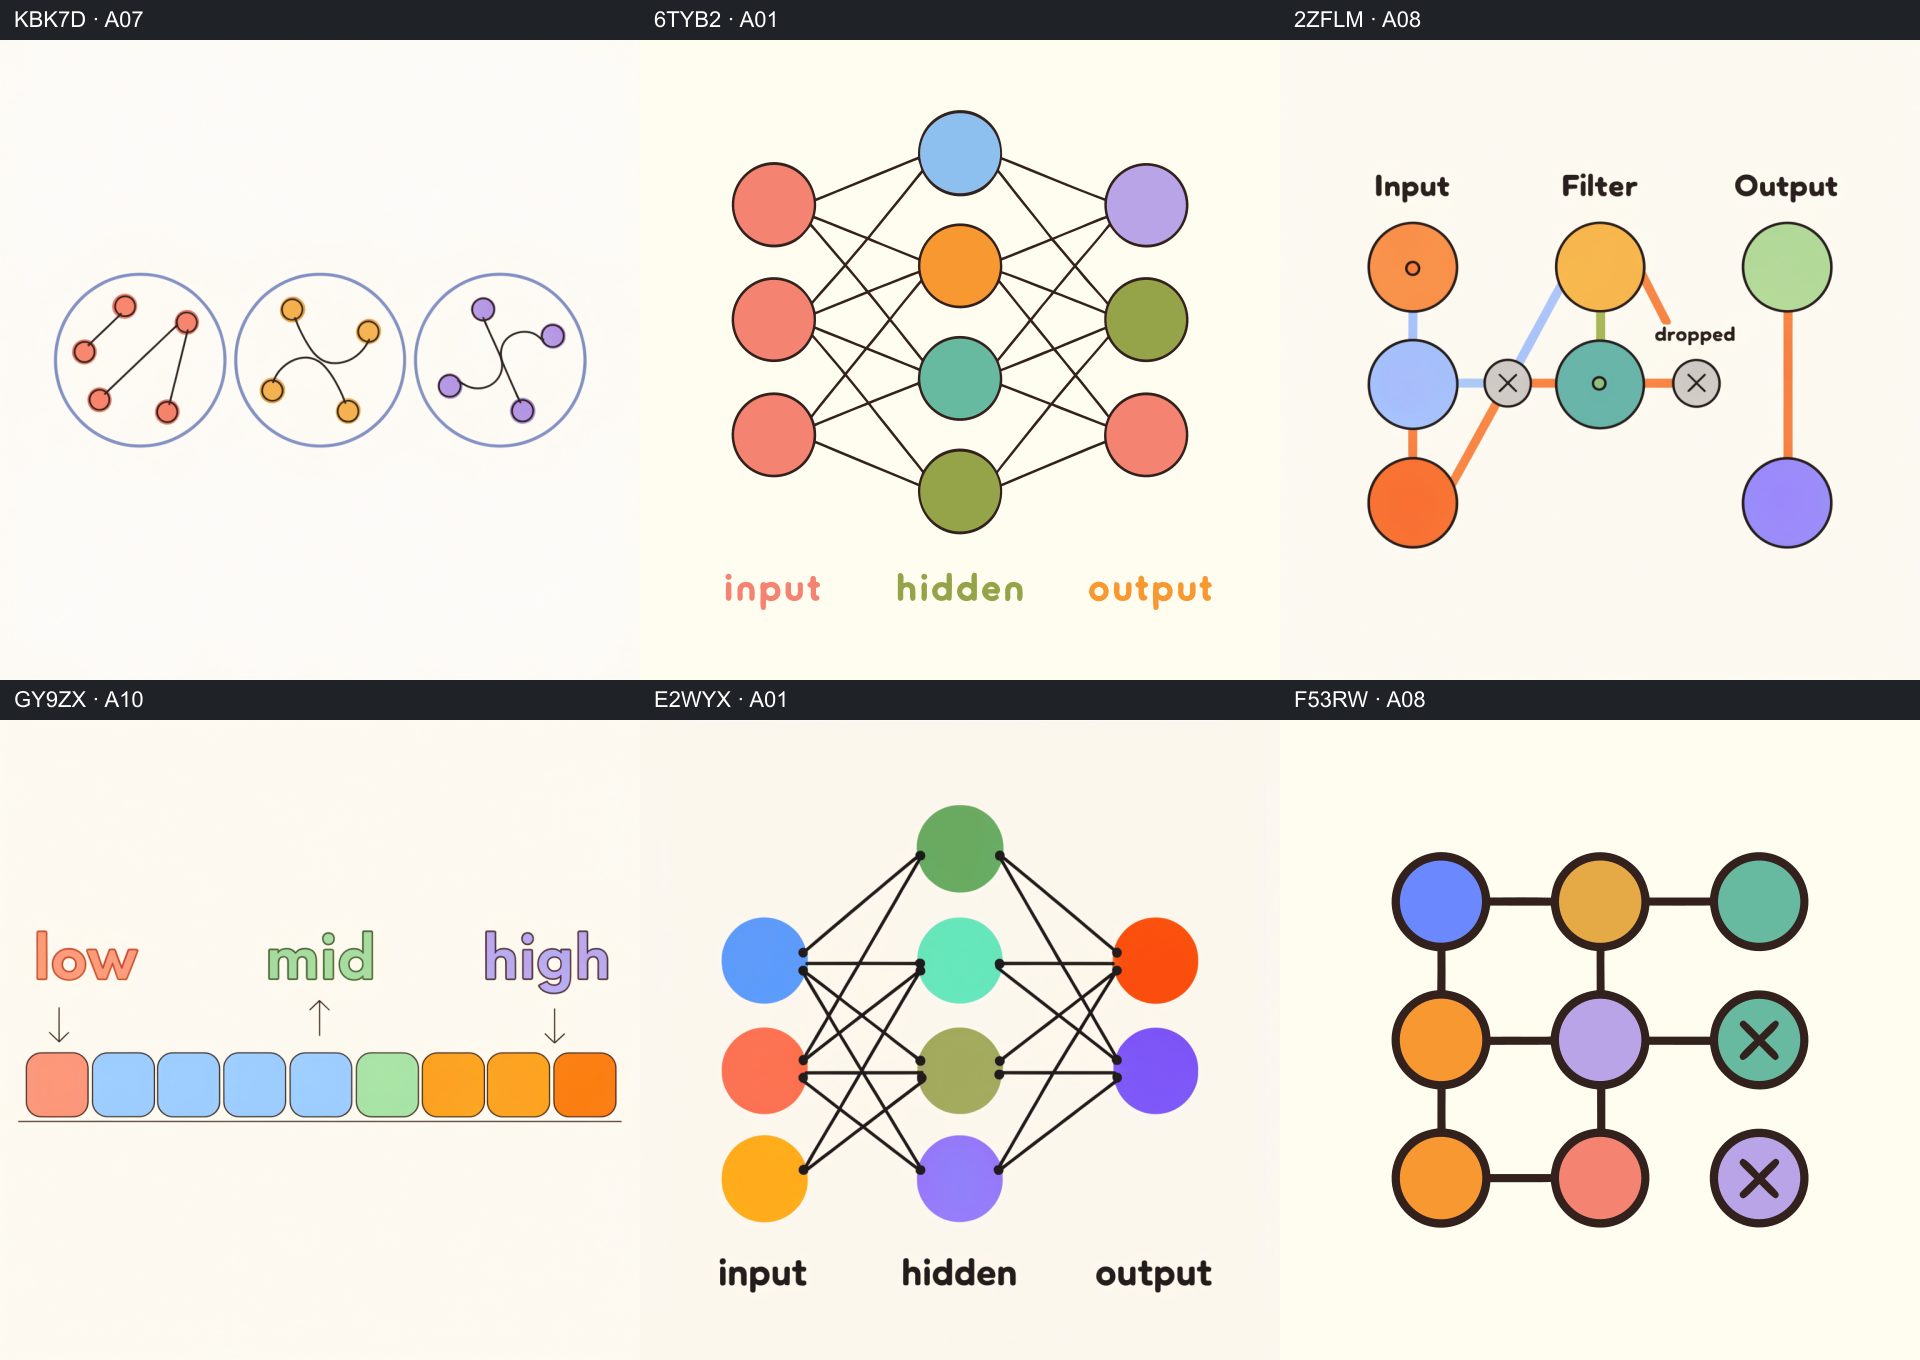 KBK7D · A07
6TYB2 · A01
input hidden output
2ZFLM · A08
Input Filter Output
dropped
GY9ZX · A10
low mid high
E2WYX · A01
input hidden output
F53RW · A08